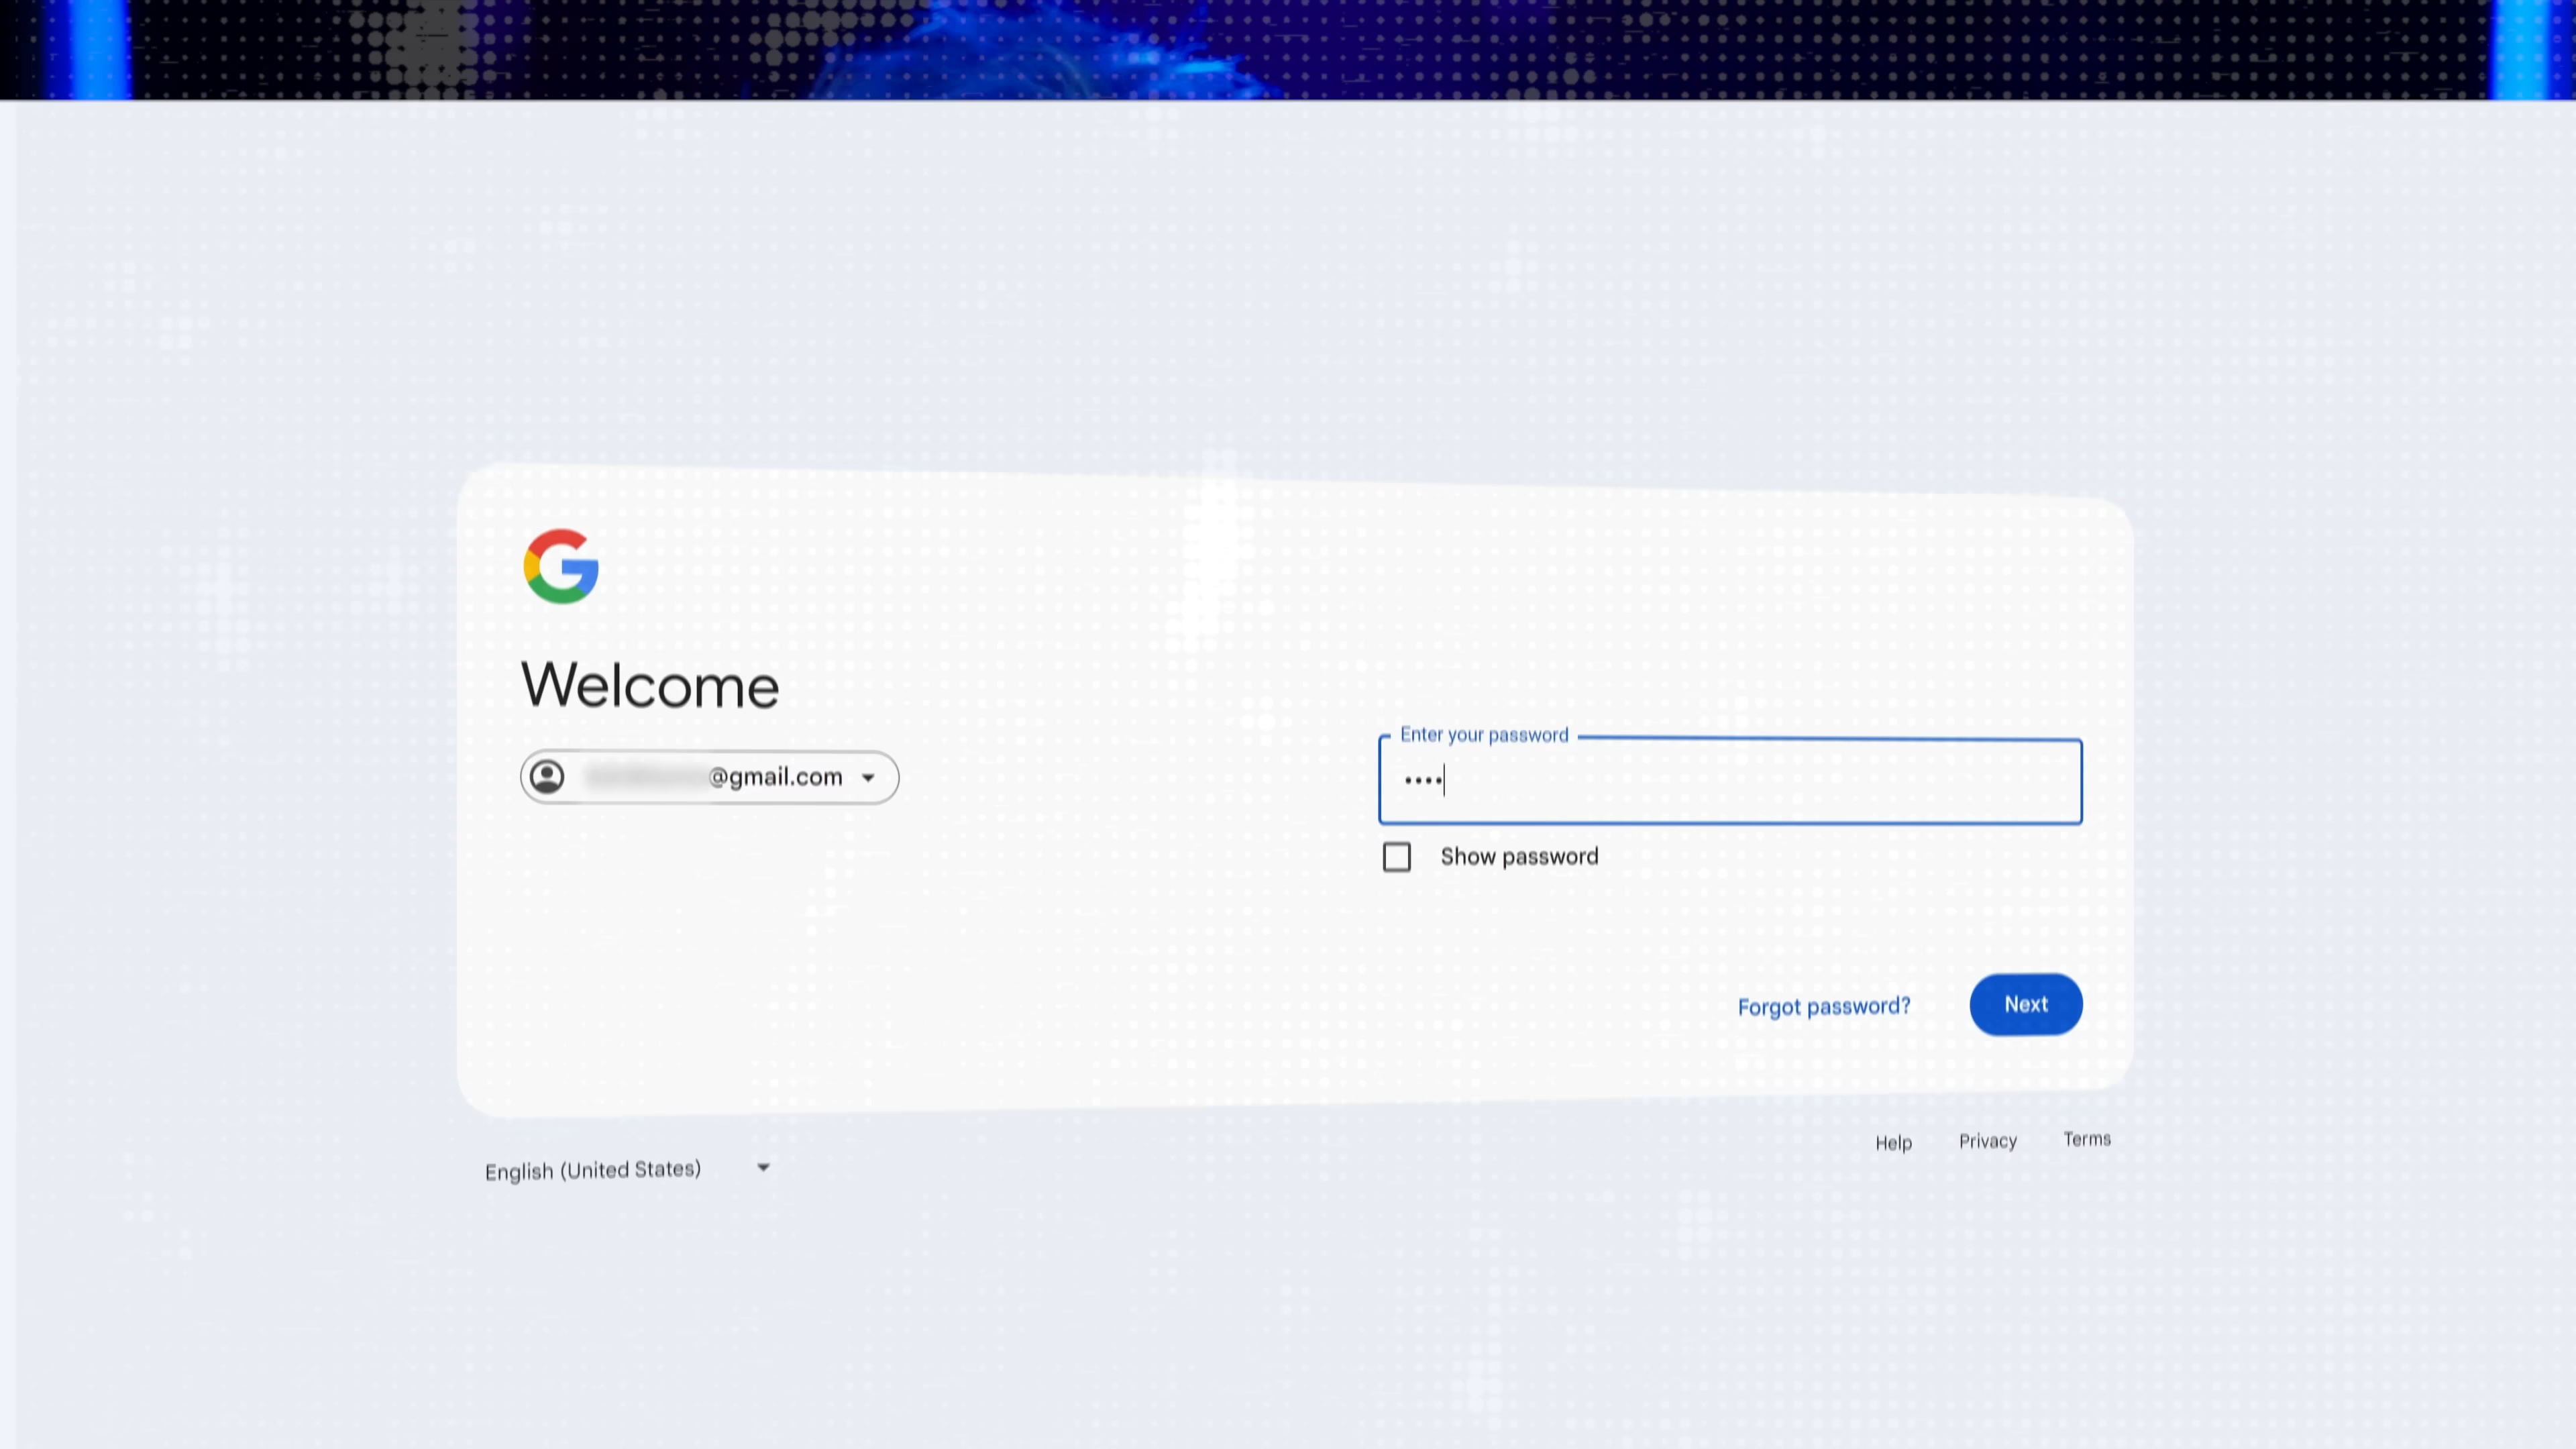 Welcome
@gmail.com
Enter your password
••••
Show password
Forgot password?
Next
English (United States)
Help
Privacy
Terms